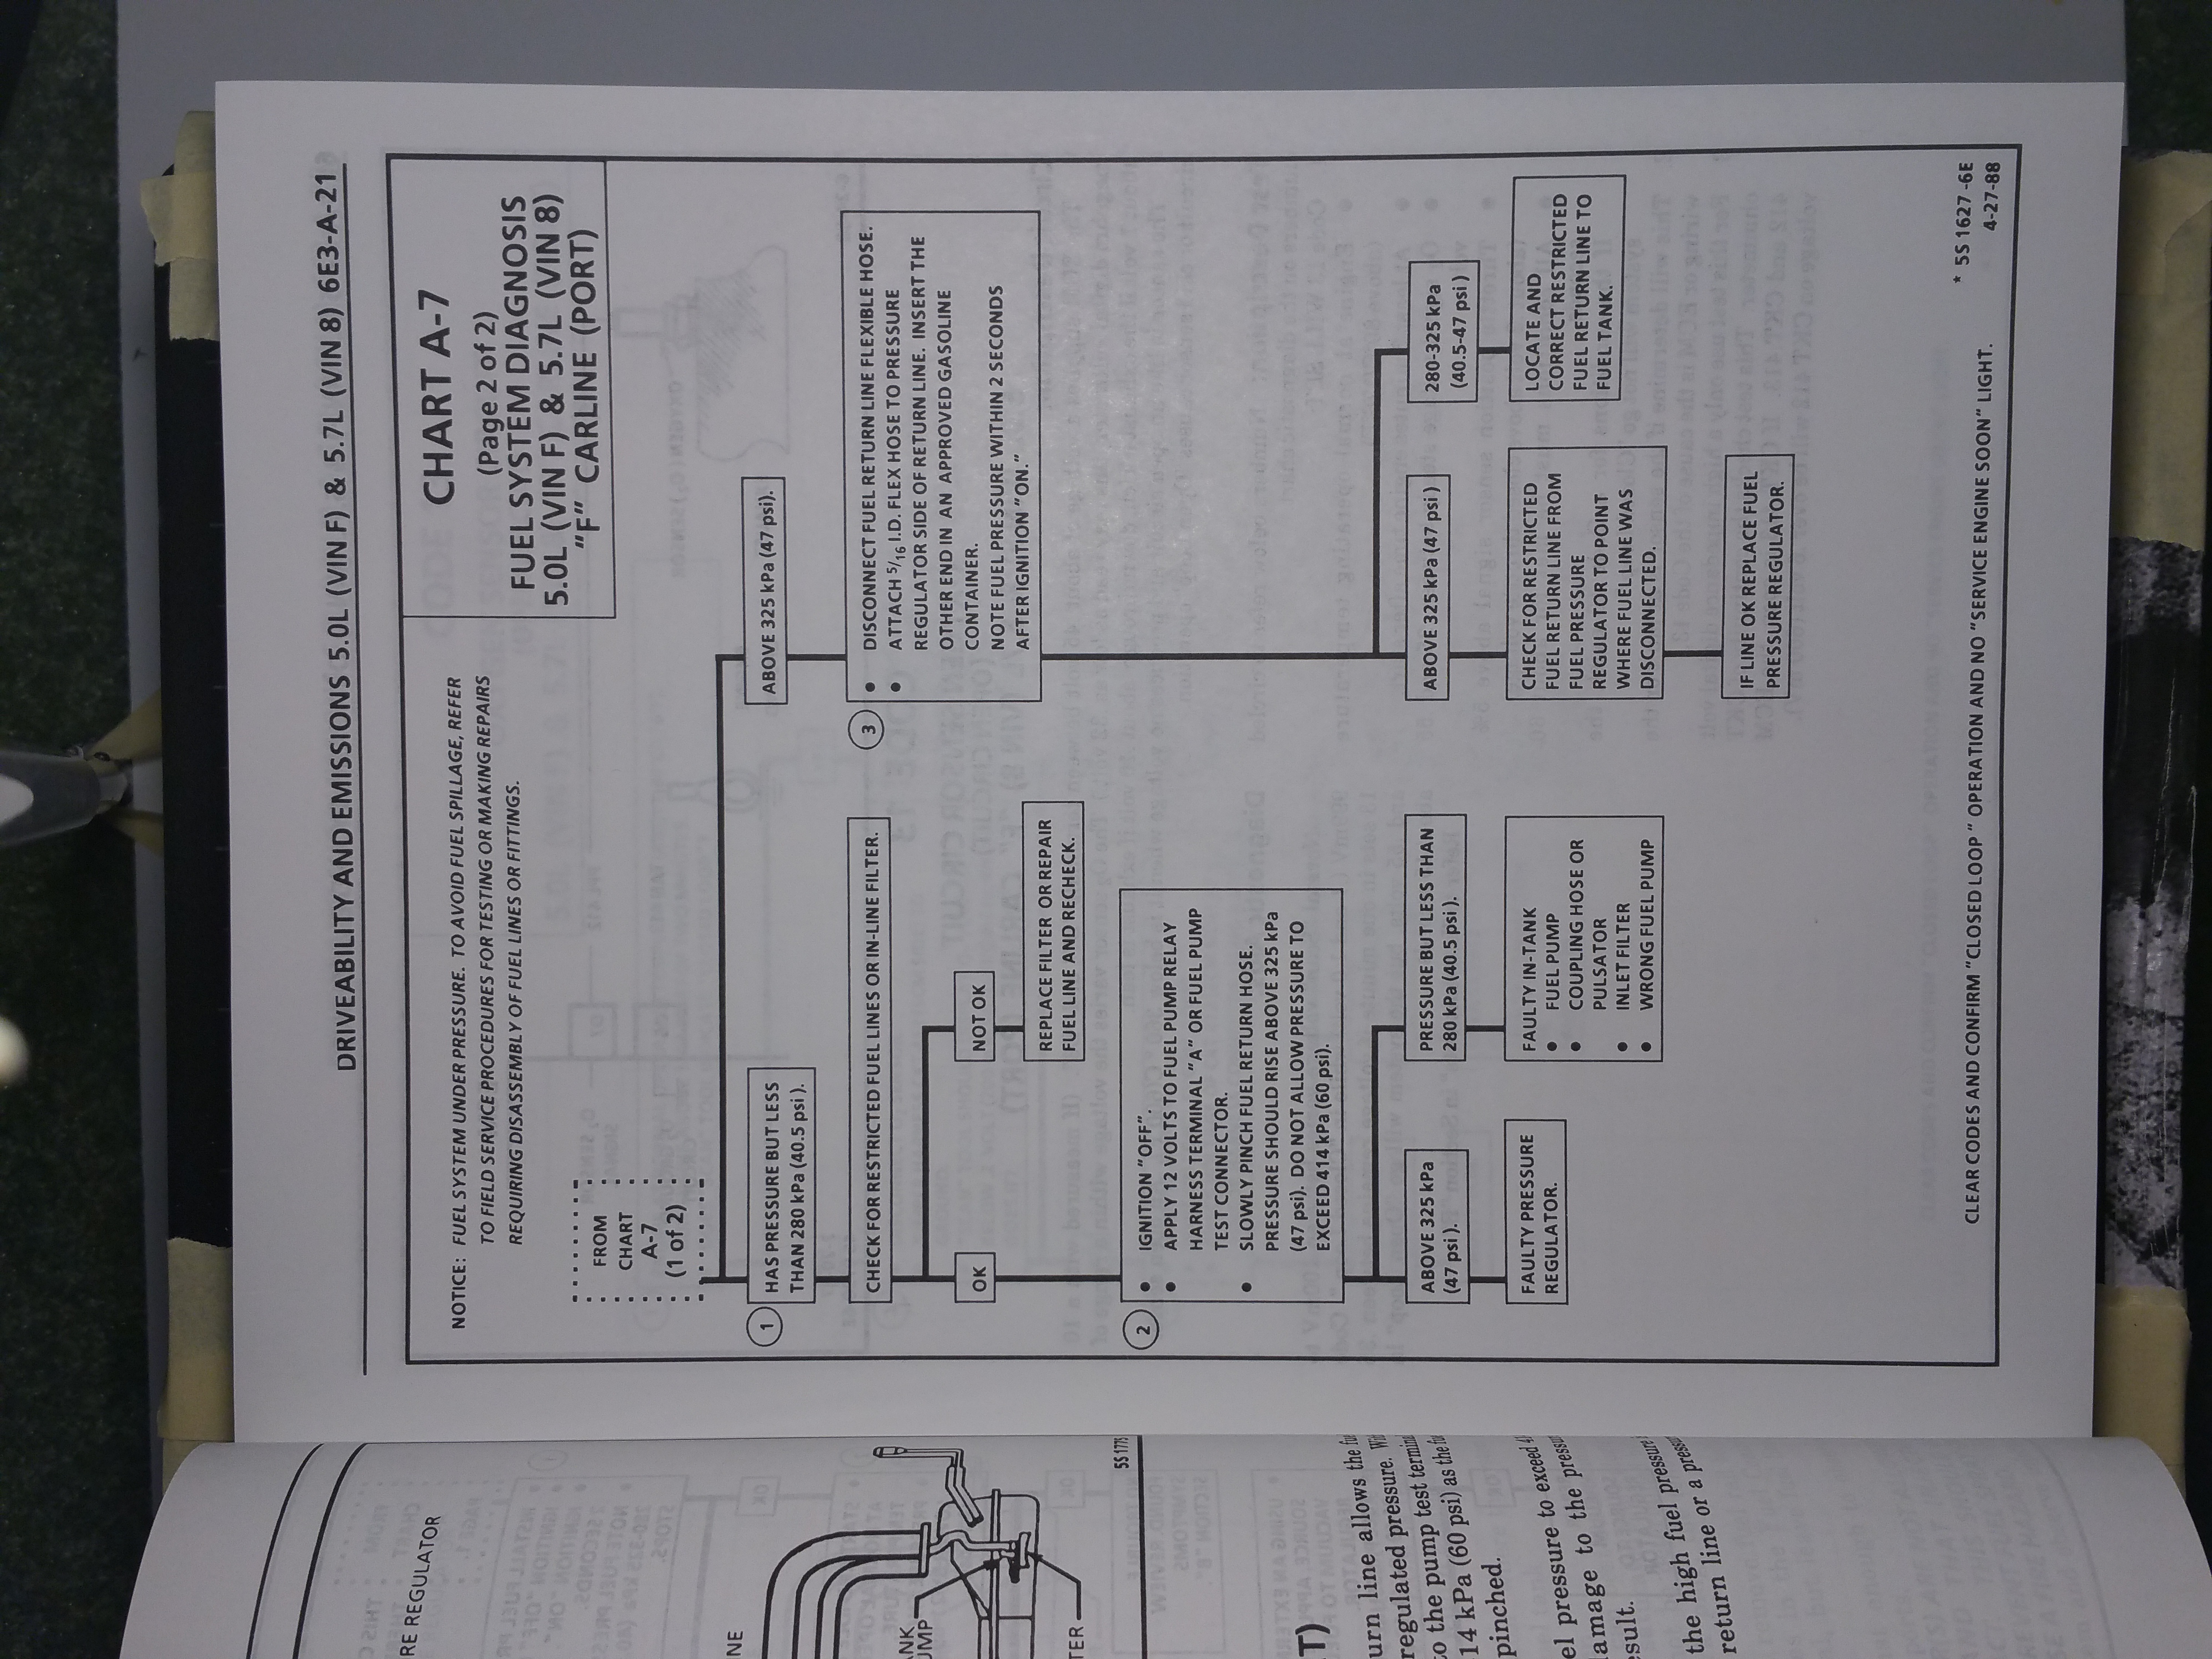 DRIVEABILITY AND EMISSIONS 5.0L (VIN F) & 5.7L (VIN 8) 6E3-A-21
NOTICE: FUEL SYSTEM UNDER PRESSURE. TO AVOID FUEL SPILLAGE, REFER
TO FIELD SERVICE PROCEDURES FOR TESTING OR MAKING REPAIRS
REQUIRING DISASSEMBLY OF FUEL LINES OR FITTINGS.
CHART A-7
(Page 2 of 2)
FUEL SYSTEM DIAGNOSIS
5.0L (VIN F) & 5.7L (VIN 8)
"F" CARLINE (PORT)
FROM
CHART
A-7
(1 of 2)
1
HAS PRESSURE BUT LESS
THAN 280 kPa (40.5 psi).
ABOVE 325 kPa (47 psi).
CHECK FOR RESTRICTED FUEL LINES OR IN-LINE FILTER.
OK
NOT OK
REPLACE FILTER OR REPAIR
FUEL LINE AND RECHECK.
3
• DISCONNECT FUEL RETURN LINE FLEXIBLE HOSE.
• ATTACH 5/16 I.D. FLEX HOSE TO PRESSURE
REGULATOR SIDE OF RETURN LINE. INSERT THE
OTHER END IN AN APPROVED GASOLINE
CONTAINER.
NOTE FUEL PRESSURE WITHIN 2 SECONDS
AFTER IGNITION "ON."
2
• IGNITION "OFF".
• APPLY 12 VOLTS TO FUEL PUMP RELAY
HARNESS TERMINAL "A" OR FUEL PUMP
TEST CONNECTOR.
• SLOWLY PINCH FUEL RETURN HOSE.
PRESSURE SHOULD RISE ABOVE 325 kPa
(47 psi). DO NOT ALLOW PRESSURE TO
EXCEED 414 kPa (60 psi).
ABOVE 325 kPa
(47 psi).
FAULTY PRESSURE
REGULATOR.
PRESSURE BUT LESS THAN
280 kPa (40.5 psi).
FAULTY IN-TANK
• FUEL PUMP
• COUPLING HOSE OR
PULSATOR
• INLET FILTER
• WRONG FUEL PUMP
ABOVE 325 kPa (47 psi)
CHECK FOR RESTRICTED
FUEL RETURN LINE FROM
FUEL PRESSURE
REGULATOR TO POINT
WHERE FUEL LINE WAS
DISCONNECTED.
IF LINE OK REPLACE FUEL
PRESSURE REGULATOR.
280-325 kPa
(40.5-47 psi)
LOCATE AND
CORRECT RESTRICTED
FUEL RETURN LINE TO
FUEL TANK.
CLEAR CODES AND CONFIRM "CLOSED LOOP" OPERATION AND NO "SERVICE ENGINE SOON" LIGHT.
* 5S 1627-6E
4-27-88
RE REGULATOR
NE
ANK
UMP
TER
5S 177
T)
urn line allows the
regulated pressure.
to the pump test
14 kPa (60 psi) as the
pinched.
el pressure to exceed
lamage to the
esult.
the high fuel pressure
return line or a